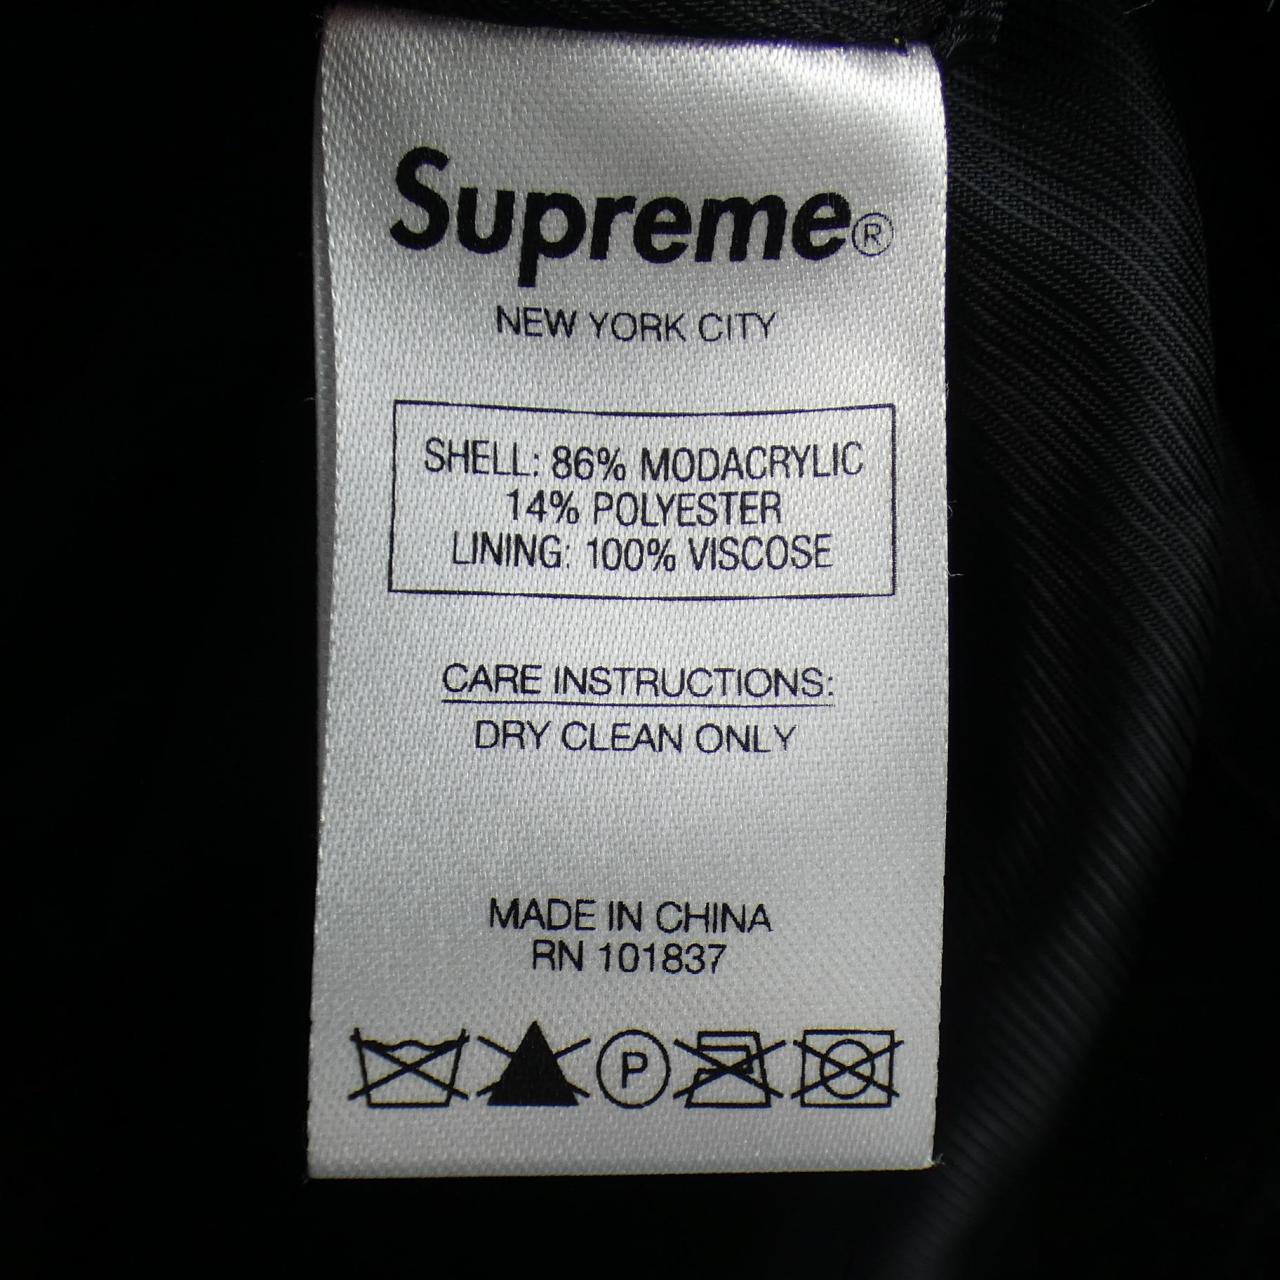 Supreme®
NEW YORK CITY
SHELL: 86% MODACRYLIC
14% POLYESTER
LINING: 100% VISCOSE
CARE INSTRUCTIONS:
DRY CLEAN ONLY
MADE IN CHINA
RN 101837
P